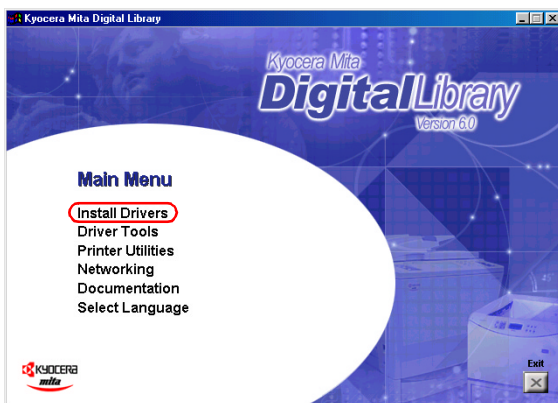 Kyocera Mita Digital Library
Kyocera Mita
DigitalLibrary
Version 6.0
Main Menu
Install Drivers
Driver Tools
Printer Utilities
Networking
Documentation
Select Language
KYOCERA
mita
Exit